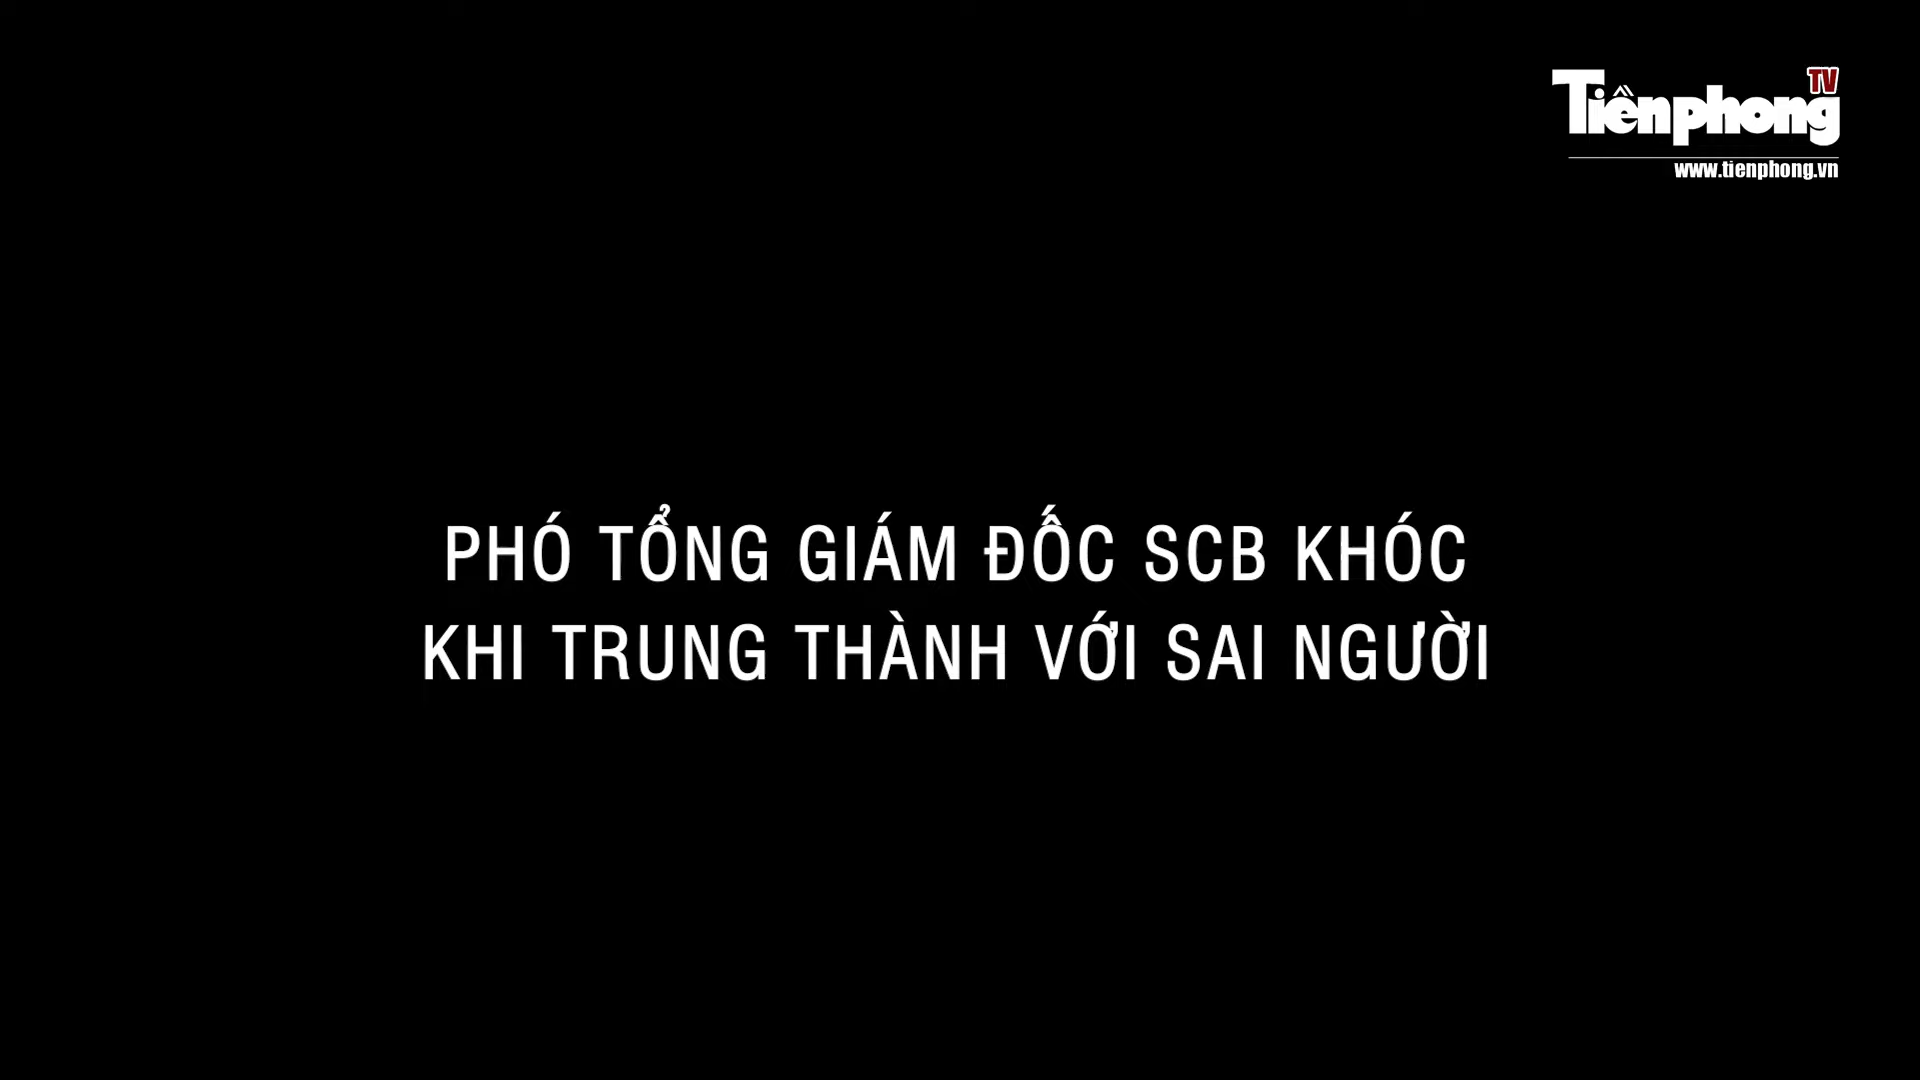 Tiềnphong TV
www.tienphong.vn
PHÓ TỔNG GIÁM ĐỐC SCB KHÓC
KHI TRUNG THÀNH VỚI SAI NGƯỜI